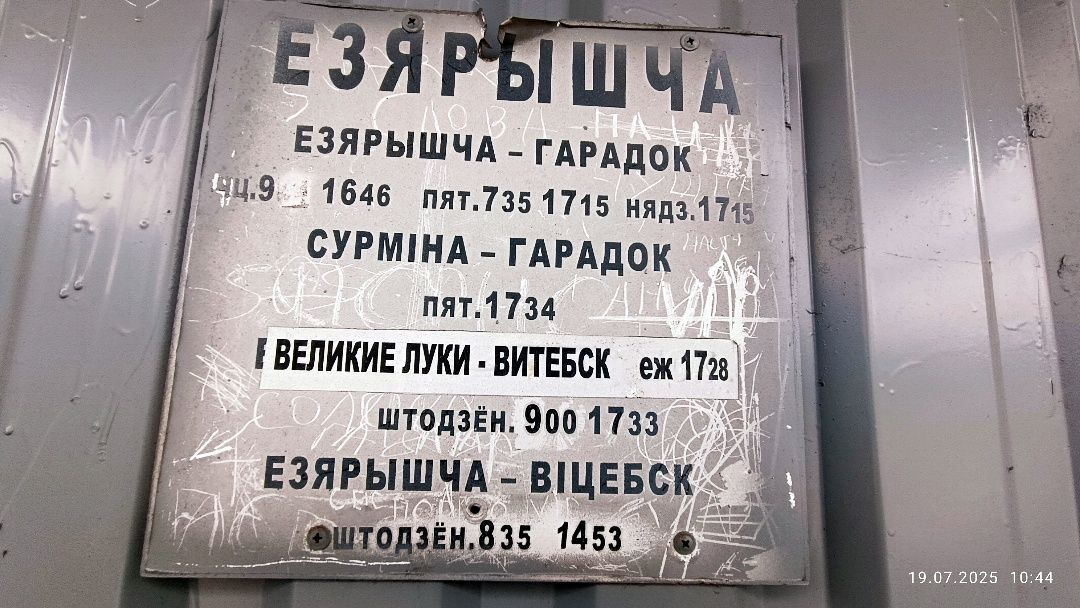 ЕЗЯРЫШЧА
ЕЗЯРЫШЧА – ГАРАДОК
1646 пят.735 1715 нядз.1715
СУРМІНА – ГАРАДОК
пят.1734
ВЕЛИКИЕ ЛУКИ - ВИТЕБСК еж 1728
штодзён. 900 1733
ЕЗЯРЫШЧА – ВІЦЕБСК
штодзён.835 1453
19.07.2025 10:44